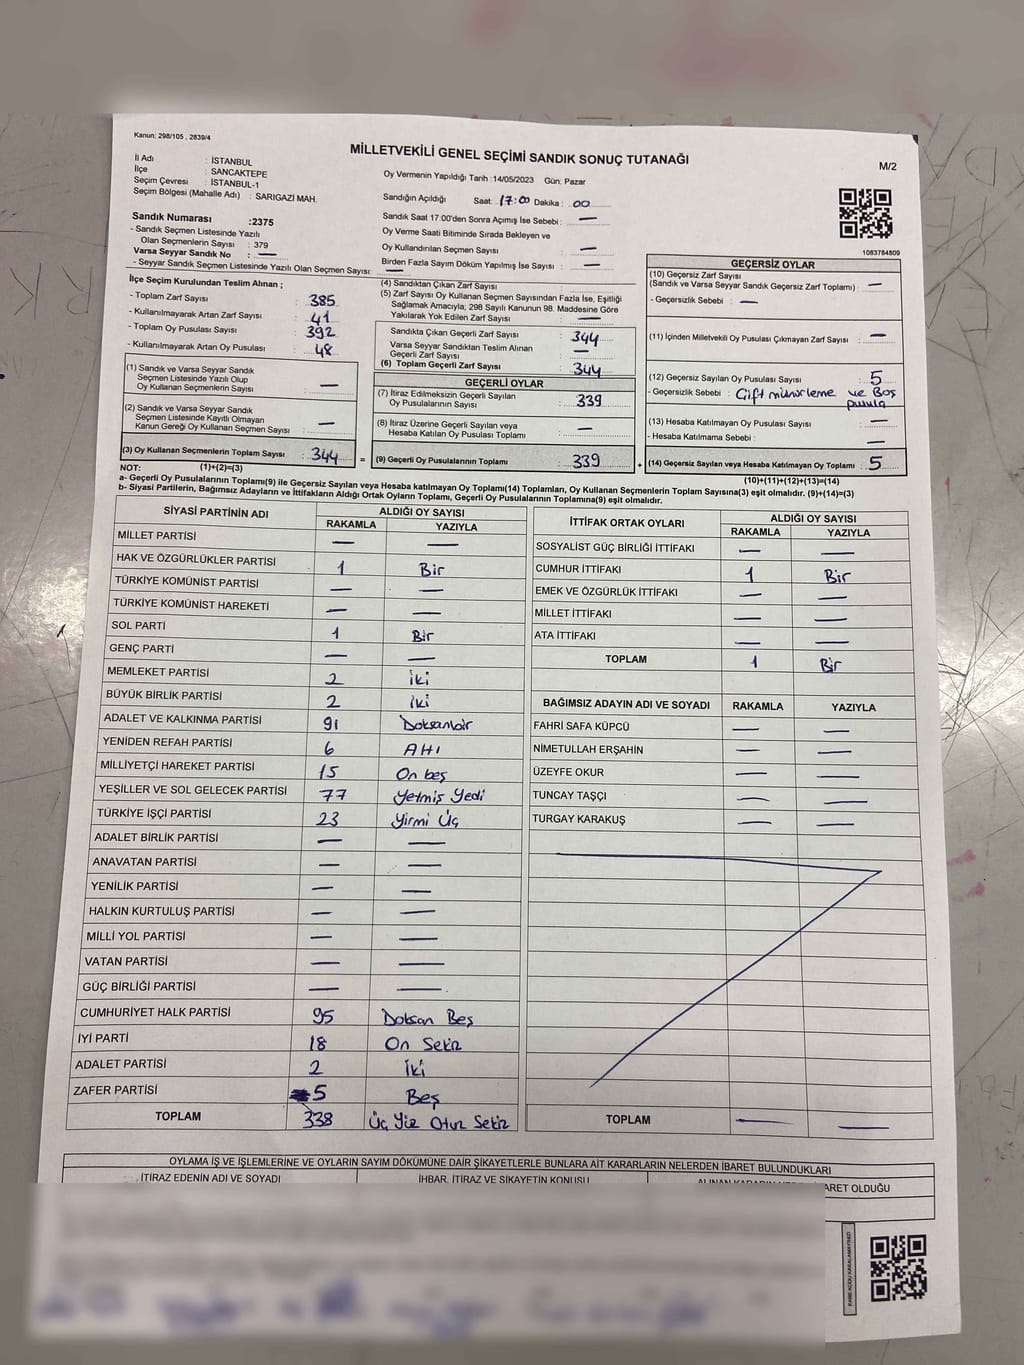 Kanun: 298/105 , 2839/4
MİLLETVEKİLİ GENEL SEÇİMİ SANDIK SONUÇ TUTANAĞI
M/2
İl Adı : İSTANBUL
İlçe : SANCAKTEPE
Seçim Çevresi : İSTANBUL-1
Seçim Bölgesi (Mahalle Adı) : SARIGAZİ MAH.
Oy Vermenin Yapıldığı Tarih :14/05/2023 Gün: Pazar
Sandığın Açıldığı Saat: 17:00 Dakika : 00
Sandık Saat 17.00'den Sonra Açımış İse Sebebi : —
Oy Verme Saati Bitiminde Sırada Bekleyen ve
Oy Kullandırılan Seçmen Sayısı : —
Birden Fazla Sayım Döküm Yapılmış İse Sayısı : —
1083784809
Sandık Numarası :2375
- Sandık Seçmen Listesinde Yazılı
Olan Seçmenlerin Sayısı : 379
Varsa Seyyar Sandık No : —
- Seyyar Sandık Seçmen Listesinde Yazılı Olan Seçmen Sayısı: —
İlçe Seçim Kurulundan Teslim Alınan ;
- Toplam Zarf Sayısı : 385
- Kullanılmayarak Artan Zarf Sayısı : 41
- Toplam Oy Pusulası Sayısı : 392
- Kullanılmayarak Artan Oy Pusulası : 48
(1) Sandık ve Varsa Seyyar Sandık
Seçmen Listesinde Yazılı Olup
Oy Kullanan Seçmenlerin Sayısı : —
(2) Sandık ve Varsa Seyyar Sandık
Seçmen Listesinde Kayıtlı Olmayan
Kanun Gereği Oy Kullanan Seçmen Sayısı : —
(3) Oy Kullanan Seçmenlerin Toplam Sayısı : 344 =
(4) Sandıktan Çıkan Zarf Sayısı :
(5) Zarf Sayısı Oy Kullanan Seçmen Sayısından Fazla İse, Eşitliği
Sağlamak Amacıyla; 298 Sayılı Kanunun 98. Maddesine Göre
Yakılarak Yok Edilen Zarf Sayısı : —
Sandıkta Çıkan Geçerli Zarf Sayısı : 344
Varsa Seyyar Sandıktan Teslim Alınan
Geçerli Zarf Sayısı : —
(6) Toplam Geçerli Zarf Sayısı : 344
GEÇERLİ OYLAR
(7) İtiraz Edilmeksizin Geçerli Sayılan
Oy Pusulalarının Sayısı : 339
(8) İtiraz Üzerine Geçerli Sayılan veya
Hesaba Katılan Oy Pusulası Toplamı : —
(9) Geçerli Oy Pusulalarının Toplamı : 339 +
GEÇERSİZ OYLAR
(10) Geçersiz Zarf Sayısı
(Sandık ve Varsa Seyyar Sandık Geçersiz Zarf Toplamı) : —
- Geçersizlik Sebebi : —
(11) İçinden Milletvekili Oy Pusulası Çıkmayan Zarf Sayısı : —
(12) Geçersiz Sayılan Oy Pusulası Sayısı : 5
- Geçersizlik Sebebi : Çift mühürleme ve Boş
pusula
(13) Hesaba Katılmayan Oy Pusulası Sayısı : —
- Hesaba Katılmama Sebebi : —
(14) Geçersiz Sayılan veya Hesaba Katılmayan Oy Toplamı : 5
NOT: (1)+(2)=(3)
(10)+(11)+(12)+(13)=(14)
a- Geçerli Oy Pusulalarının Toplamı(9) ile Geçersiz Sayılan veya Hesaba katılmayan Oy Toplamı(14) Toplamları, Oy Kullanan Seçmenlerin Toplam Sayısına(3) eşit olmalıdır. (9)+(14)=(3)
b- Siyasi Partilerin, Bağımsız Adayların ve İttifakların Aldığı Ortak Oyların Toplamı, Geçerli Oy Pusulalarının Toplamına(9) eşit olmalıdır.
SİYASİ PARTİNİN ADI ALDIĞI OY SAYISI
RAKAMLA YAZIYLA
MİLLET PARTİSİ — —
HAK VE ÖZGÜRLÜKLER PARTİSİ 1 Bir
TÜRKİYE KOMÜNİST PARTİSİ — —
TÜRKİYE KOMÜNİST HAREKETİ — —
SOL PARTİ 1 Bir
GENÇ PARTİ — —
MEMLEKET PARTİSİ 2 iki
BÜYÜK BİRLİK PARTİSİ 2 iki
ADALET VE KALKINMA PARTİSİ 91 Doksanbir
YENİDEN REFAH PARTİSİ 6 Altı
MİLLİYETÇİ HAREKET PARTİSİ 15 On beş
YEŞİLLER VE SOL GELECEK PARTİSİ 77 Yetmiş Yedi
TÜRKİYE İŞÇİ PARTİSİ 23 Yirmi Üç
ADALET BİRLİK PARTİSİ — —
ANAVATAN PARTİSİ — —
YENİLİK PARTİSİ — —
HALKIN KURTULUŞ PARTİSİ — —
MİLLİ YOL PARTİSİ — —
VATAN PARTİSİ — —
GÜÇ BİRLİĞİ PARTİSİ — —
CUMHURİYET HALK PARTİSİ 95 Doksan Beş
İYİ PARTİ 18 On Sekiz
ADALET PARTİSİ 2 İki
ZAFER PARTİSİ 5 Beş
TOPLAM 338 Üç Yüz Otuz Sekiz
İTTİFAK ORTAK OYLARI ALDIĞI OY SAYISI
RAKAMLA YAZIYLA
SOSYALİST GÜÇ BİRLİĞİ İTTİFAKI — —
CUMHUR İTTİFAKI 1 Bir
EMEK VE ÖZGÜRLÜK İTTİFAKI — —
MİLLET İTTİFAKI — —
ATA İTTİFAKI — —
TOPLAM 1 Bir
BAĞIMSIZ ADAYIN ADI VE SOYADI RAKAMLA YAZIYLA
FAHRİ SAFA KÜPCÜ — —
NİMETULLAH ERŞAHİN — —
ÜZEYFE OKUR — —
TUNCAY TAŞÇI — —
TURGAY KARAKUŞ — —
TOPLAM — —
OYLAMA İŞ VE İŞLEMLERİNE VE OYLARIN SAYIM DÖKÜMÜNE DAİR ŞİKAYETLERLE BUNLARA AİT KARARLARIN NELERDEN İBARET BULUNDUKLARI
İTİRAZ EDENİN ADI VE SOYADI İHBAR, İTİRAZ VE ŞİKAYETİN KONUSU OLDUĞU